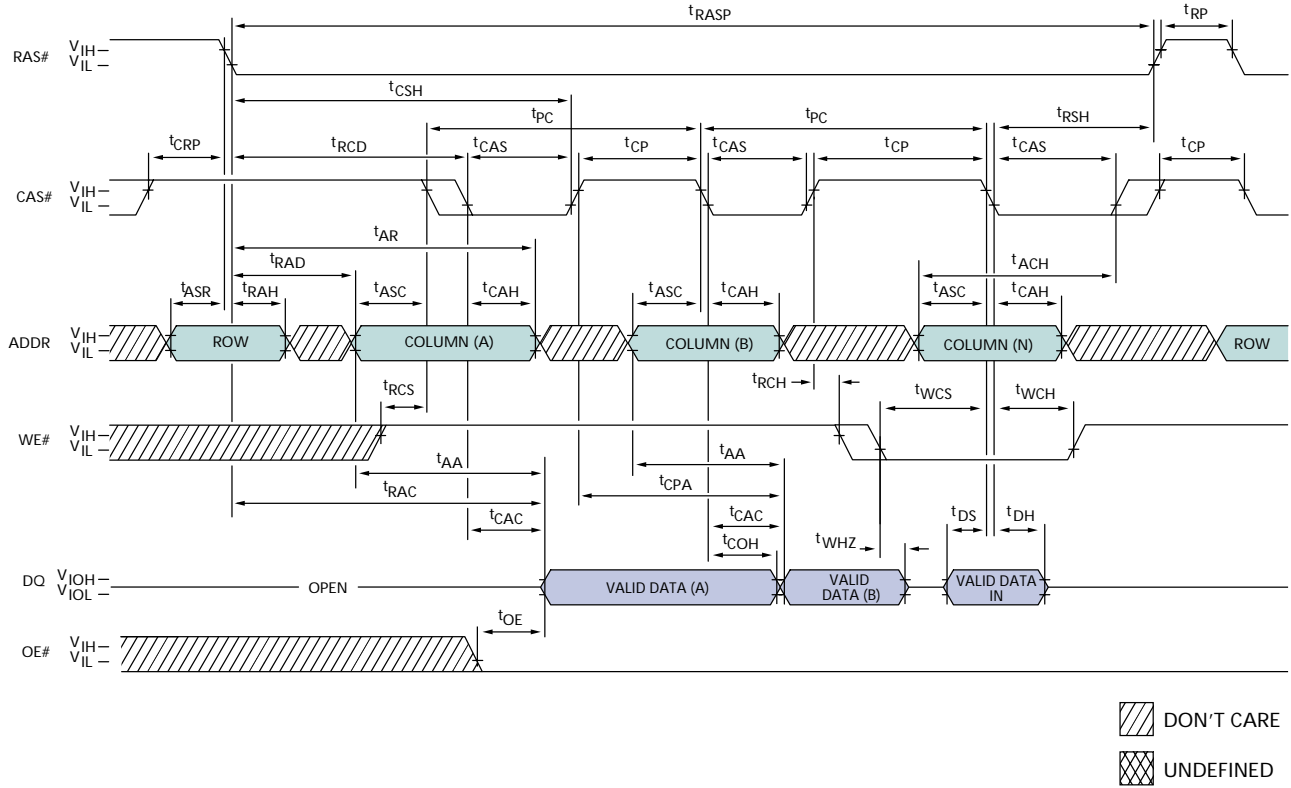 tRASP
tRP
RAS#
VIH
VIL
tCSH
tPC
tPC
tRSH
tCRP
tRCD
tCAS
tCP
tCAS
tCP
tCAS
tCP
CAS#
VIH
VIL
tAR
tRAD
tACH
tASR
tRAH
tASC
tCAH
tASC
tCAH
tASC
tCAH
ADDR
VIH
VIL
ROW
COLUMN (A)
COLUMN (B)
COLUMN (N)
ROW
tRCS
tRCH
tWCS
tWCH
WE#
VIH
VIL
tAA
tAA
tRAC
tCPA
tCAC
tCAC
tDS
tDH
tCOH
tWHZ
DQ
VIOH
VIOL
OPEN
VALID DATA (A)
VALID
DATA (B)
VALID DATA
IN
tOE
OE#
VIH
VIL
DON'T CARE
UNDEFINED